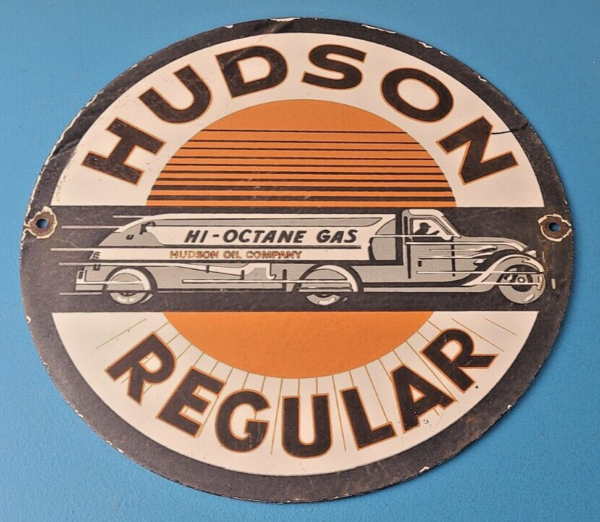 HUDSON
HI-OCTANE GAS
HUDSON OIL COMPANY
REGULAR